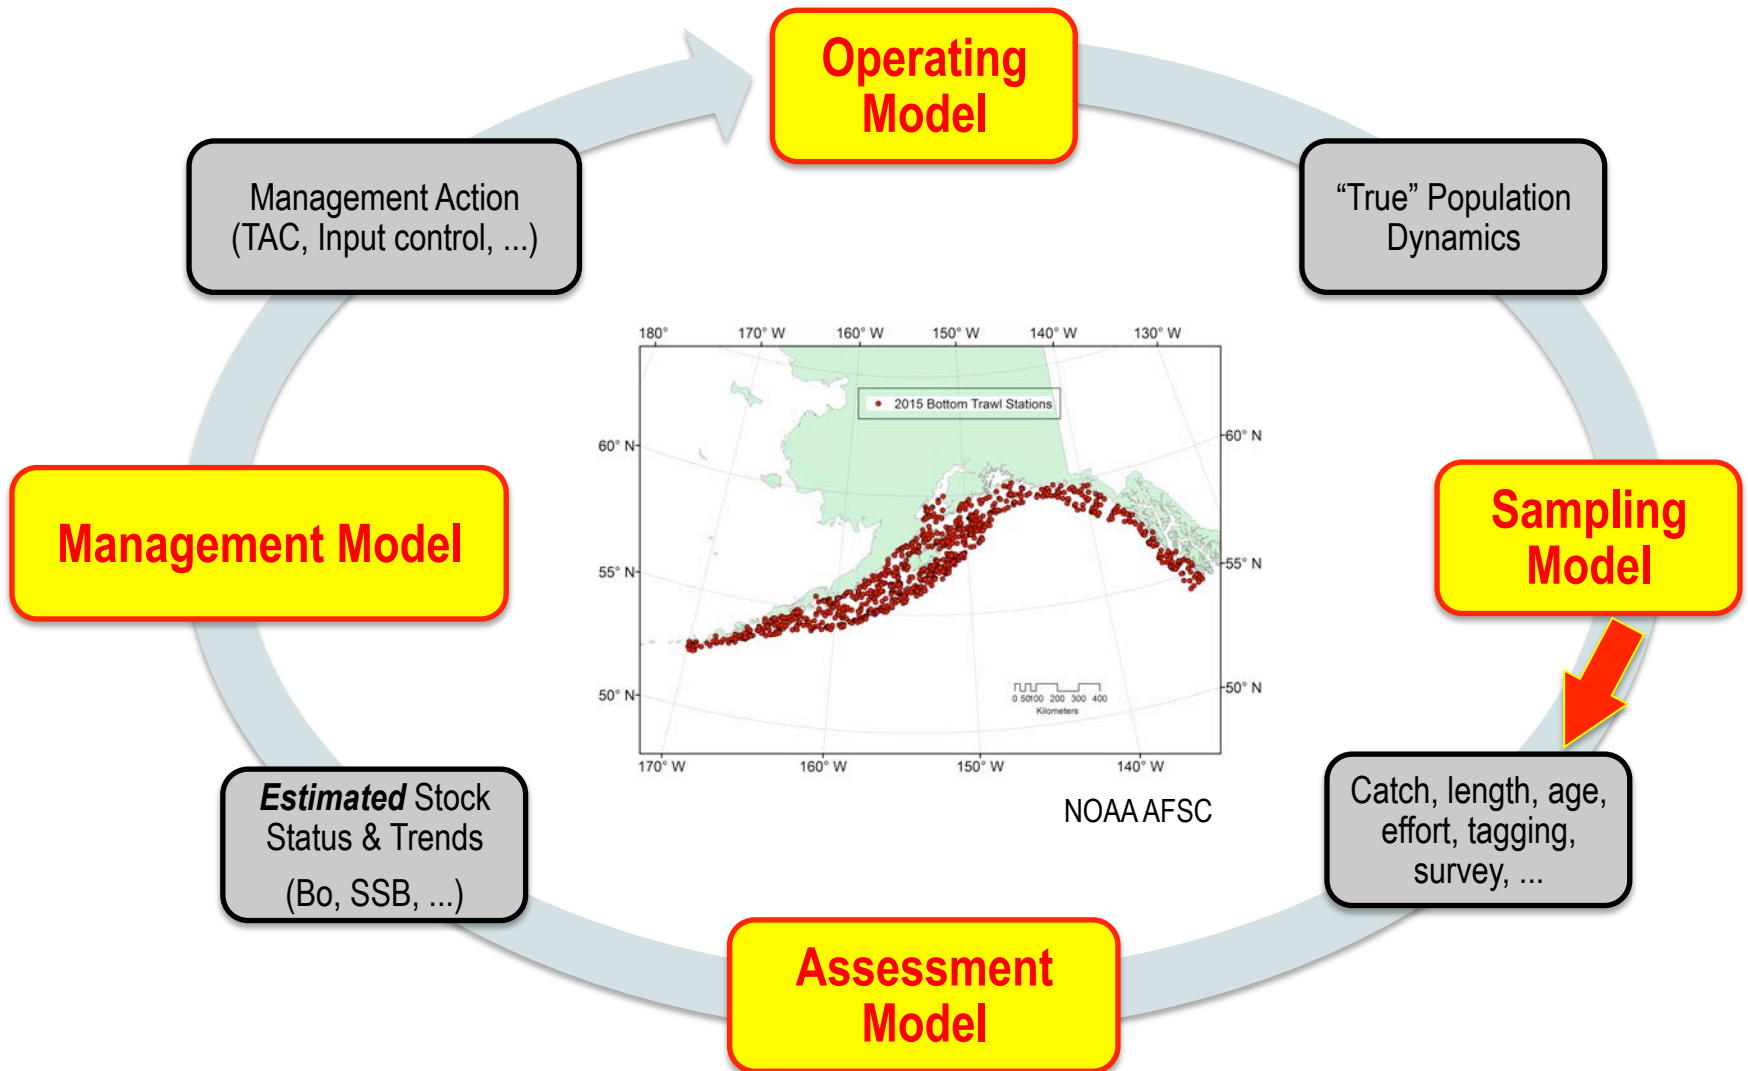 Operating
Model
Management Action
(TAC, Input control, ...)
“True” Population
Dynamics
180°
170° W
160° W
150° W
140° W
130° W
2015 Bottom Trawl Stations
60° N
60° N
55° N
55° N
50° N
50° N
0 50100 200 300 400
Kilometers
170° W
160° W
150° W
140° W
NOAA AFSC
Management Model
Sampling
Model
Estimated Stock
Status & Trends
(Bo, SSB, ...)
Catch, length, age,
effort, tagging,
survey, ...
Assessment
Model